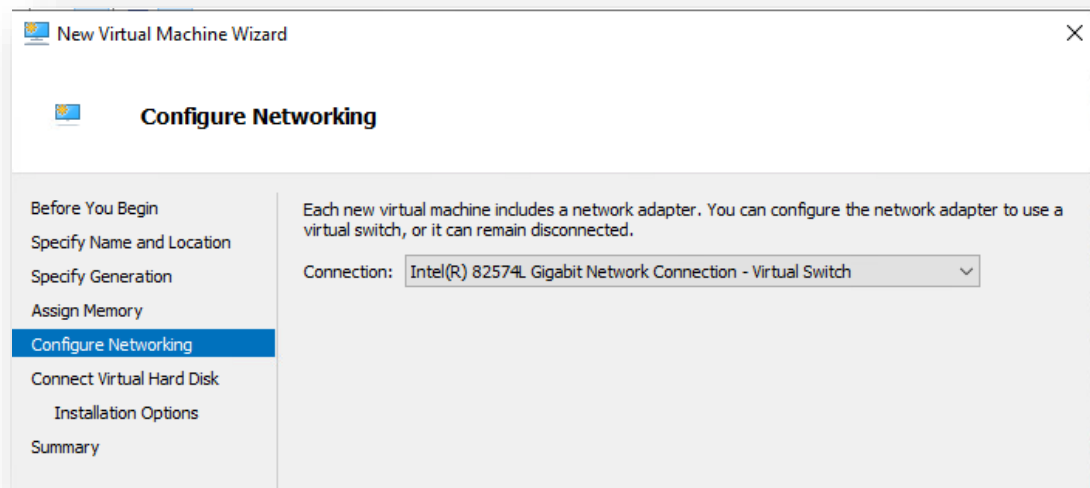 New Virtual Machine Wizard
Configure Networking
Before You Begin
Specify Name and Location
Specify Generation
Assign Memory
Configure Networking
Connect Virtual Hard Disk
Installation Options
Summary
Each new virtual machine includes a network adapter. You can configure the network adapter to use a
virtual switch, or it can remain disconnected.
Connection: Intel(R) 82574L Gigabit Network Connection - Virtual Switch